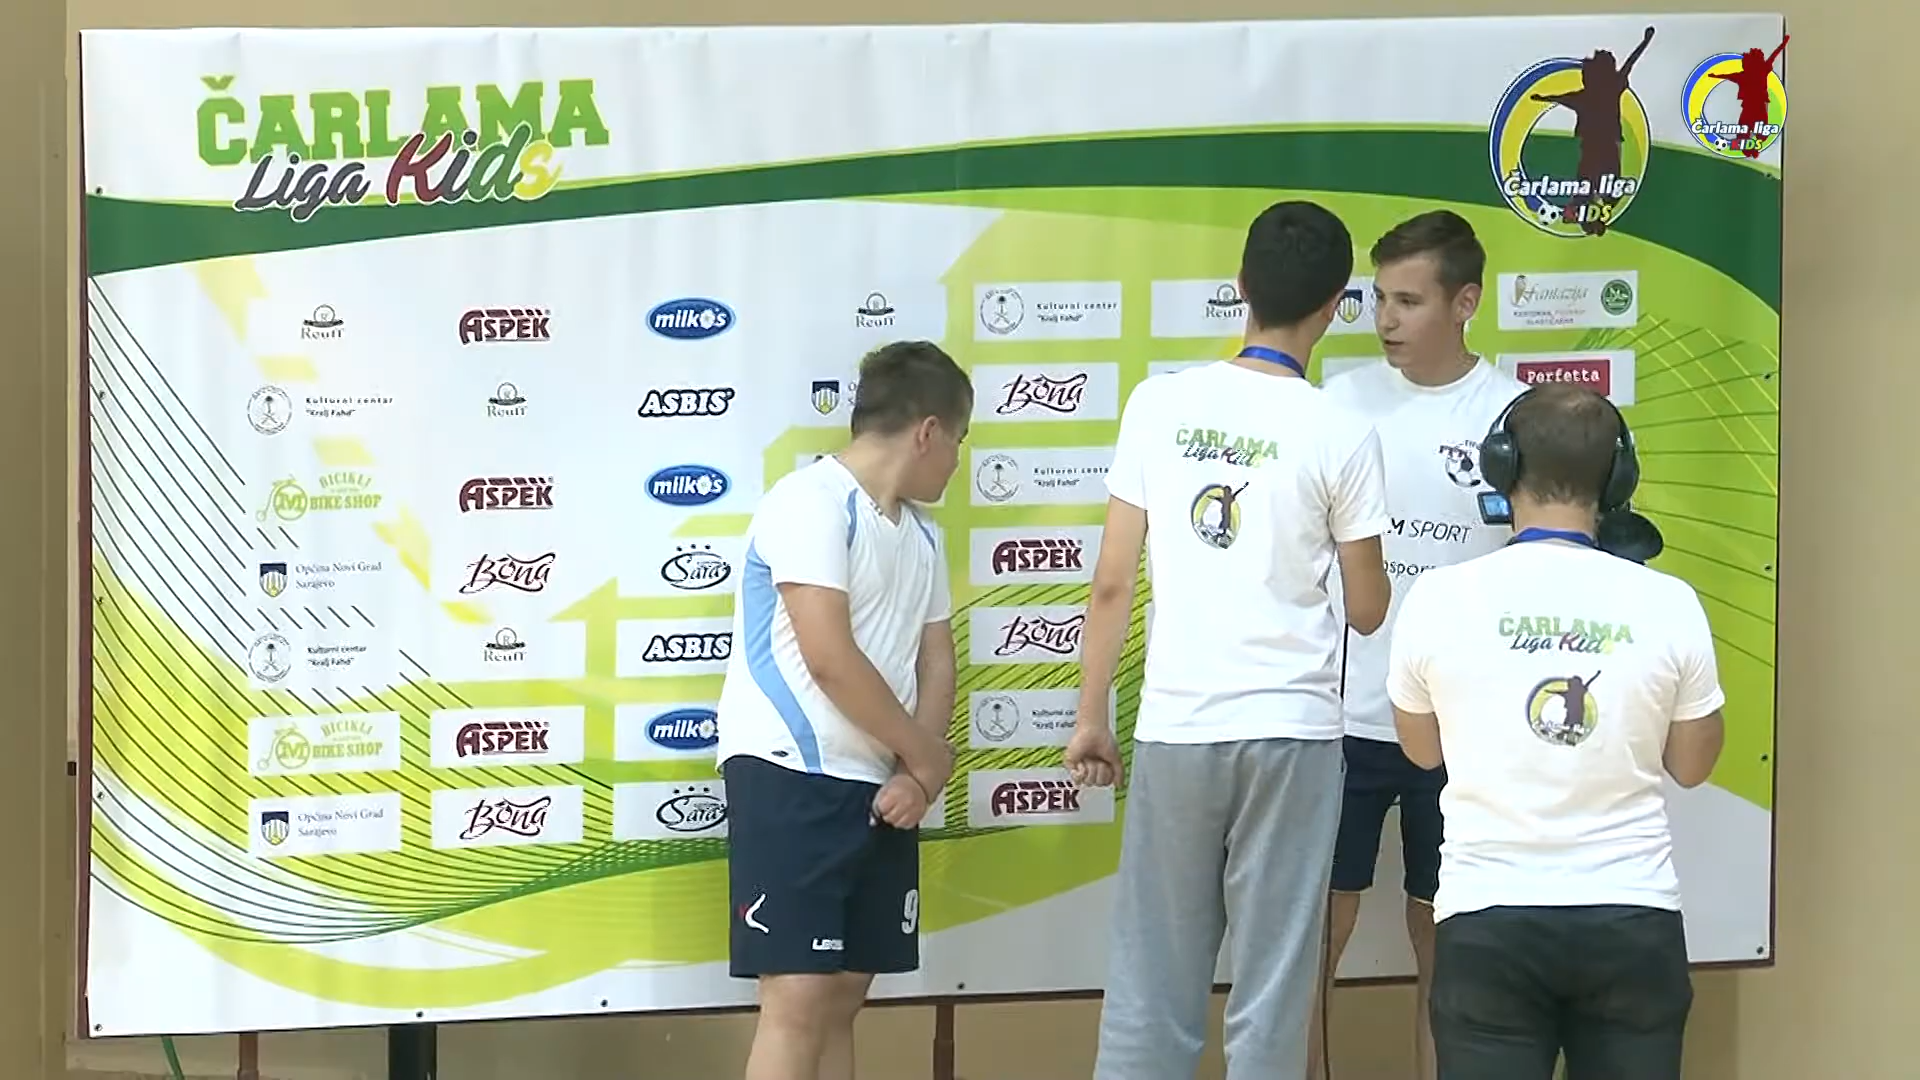 ČARLAMA
Liga Kids
Čarlama liga
KIDS
Čarlama liga
KIDS
Reuff
ASPEK
milkos
Reuff
Kulturni centar
"Kralj Fahd"
Reuff
Fantazija
Kulturni centar
"Kralj Fahd"
Reuff
ASBIS
Bona
Perfetta
BICIKLI
BIKE SHOP
ASPEK
milkos
Kulturni centar
"Kralj Fahd"
Općina Novi Grad
Sarajevo
Bona
Sara
ASPEK
Kulturni centar
"Kralj Fahd"
Reuff
ASBIS
Bona
BICIKLI
BIKE SHOP
ASPEK
milkos
"Kralj Fahd"
Općina Novi Grad
Sarajevo
Bona
Sara
ASPEK
ČARLAMA
Liga Kids
M SPORT
ČARLAMA
Liga Kids
9